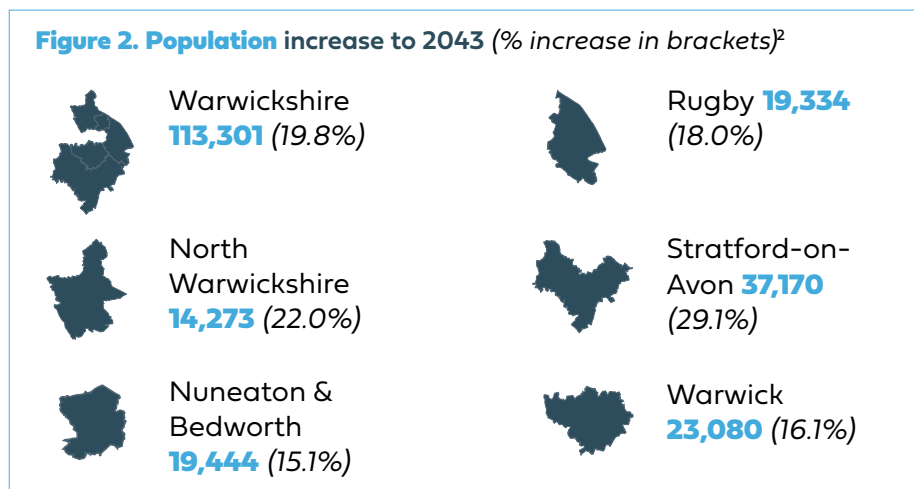 Figure 2. Population increase to 2043 (% increase in brackets)²
Warwickshire
113,301 (19.8%)
North
Warwickshire
14,273 (22.0%)
Nuneaton &
Bedworth
19,444 (15.1%)
Rugby 19,334
(18.0%)
Stratford-on-
Avon 37,170
(29.1%)
Warwick
23,080 (16.1%)